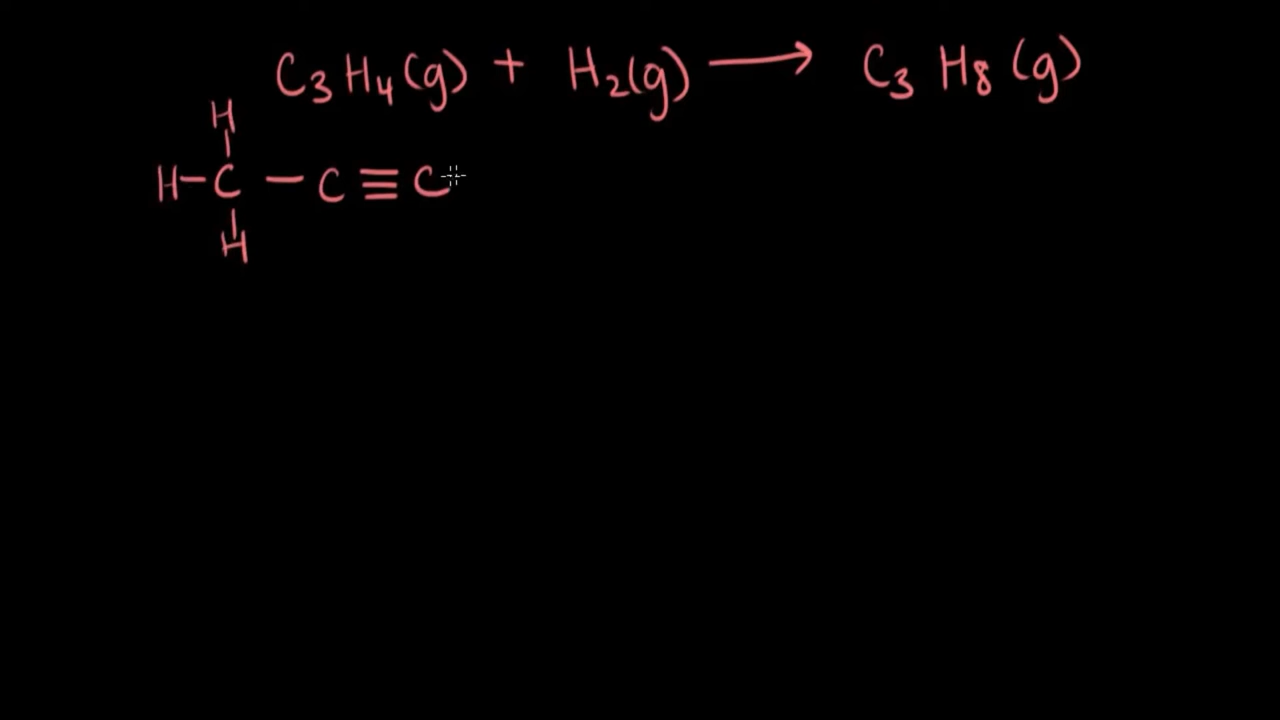 C₃H₄(g) + H₂(g) ⟶ C₃H₈(g)
H
H−C−C≡C
H